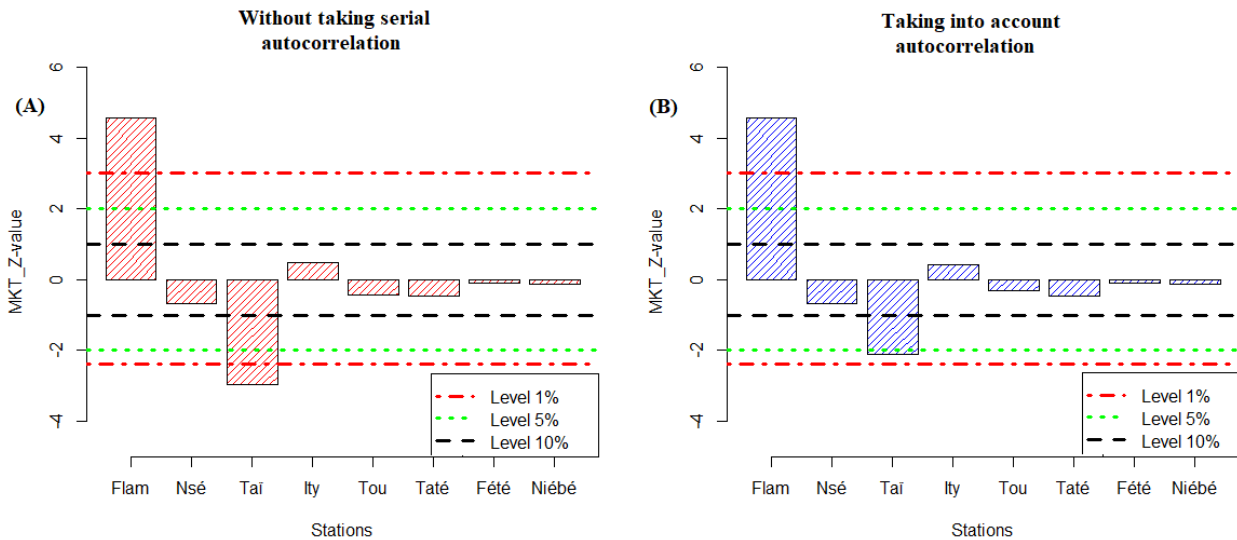 Without taking serial
autocorrelation
(A)
6
4
2
0
-2
-4
MKT_Z-value
Level 1%
Level 5%
Level 10%
Flam Nsé Taï Ity Tou Taté Fété Niébé
Stations
Taking into account
autocorrelation
(B)
6
4
2
0
-2
-4
MKT_Z-value
Level 1%
Level 5%
Level 10%
Flam Nsé Taï Ity Tou Taté Fété Niébé
Stations